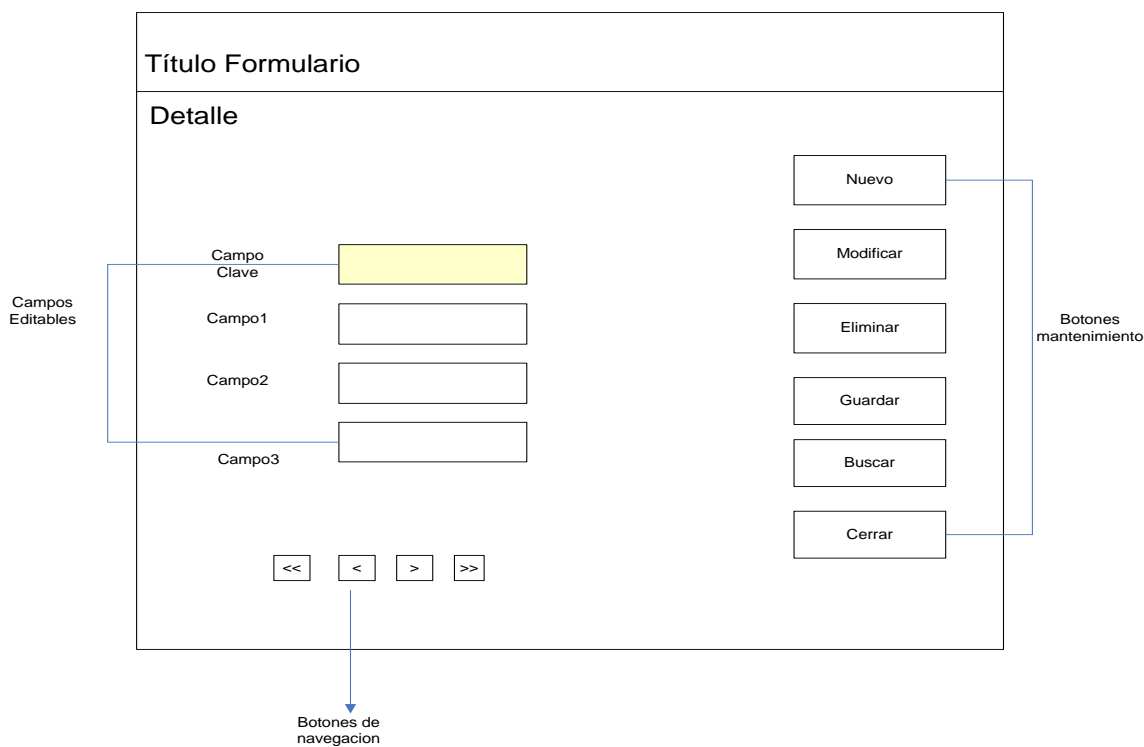 Título Formulario
Detalle
Nuevo
Modificar
Eliminar
Guardar
Buscar
Cerrar
Botones
mantenimiento
Campos
Editables
Campo
Clave
Campo1
Campo2
Campo3
<< < > >>
Botones de
navegacion